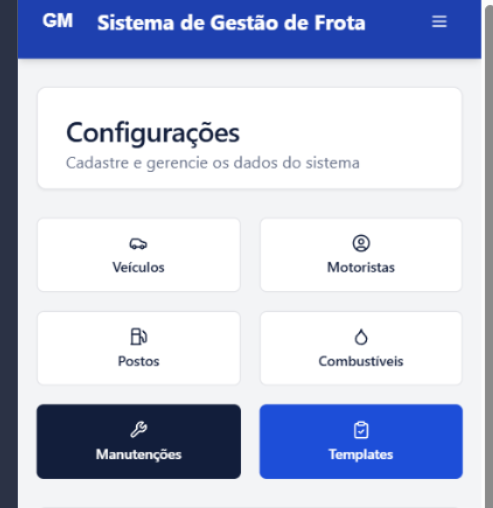 GM Sistema de Gestão de Frota
Configurações
Cadastre e gerencie os dados do sistema
Veículos
Motoristas
Postos
Combustíveis
Manutenções
Templates